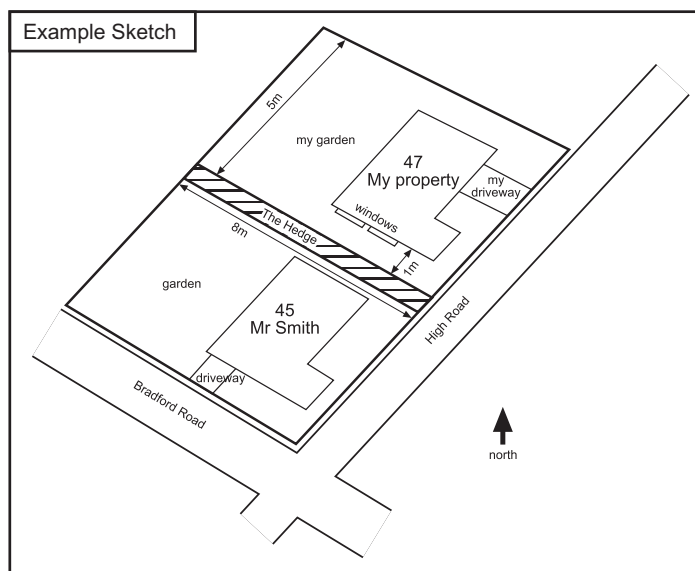 Example Sketch
5m
my garden
47
My property
my
driveway
windows
The Hedge
8m
1m
garden
45
Mr Smith
High Road
driveway
Bradford Road
north